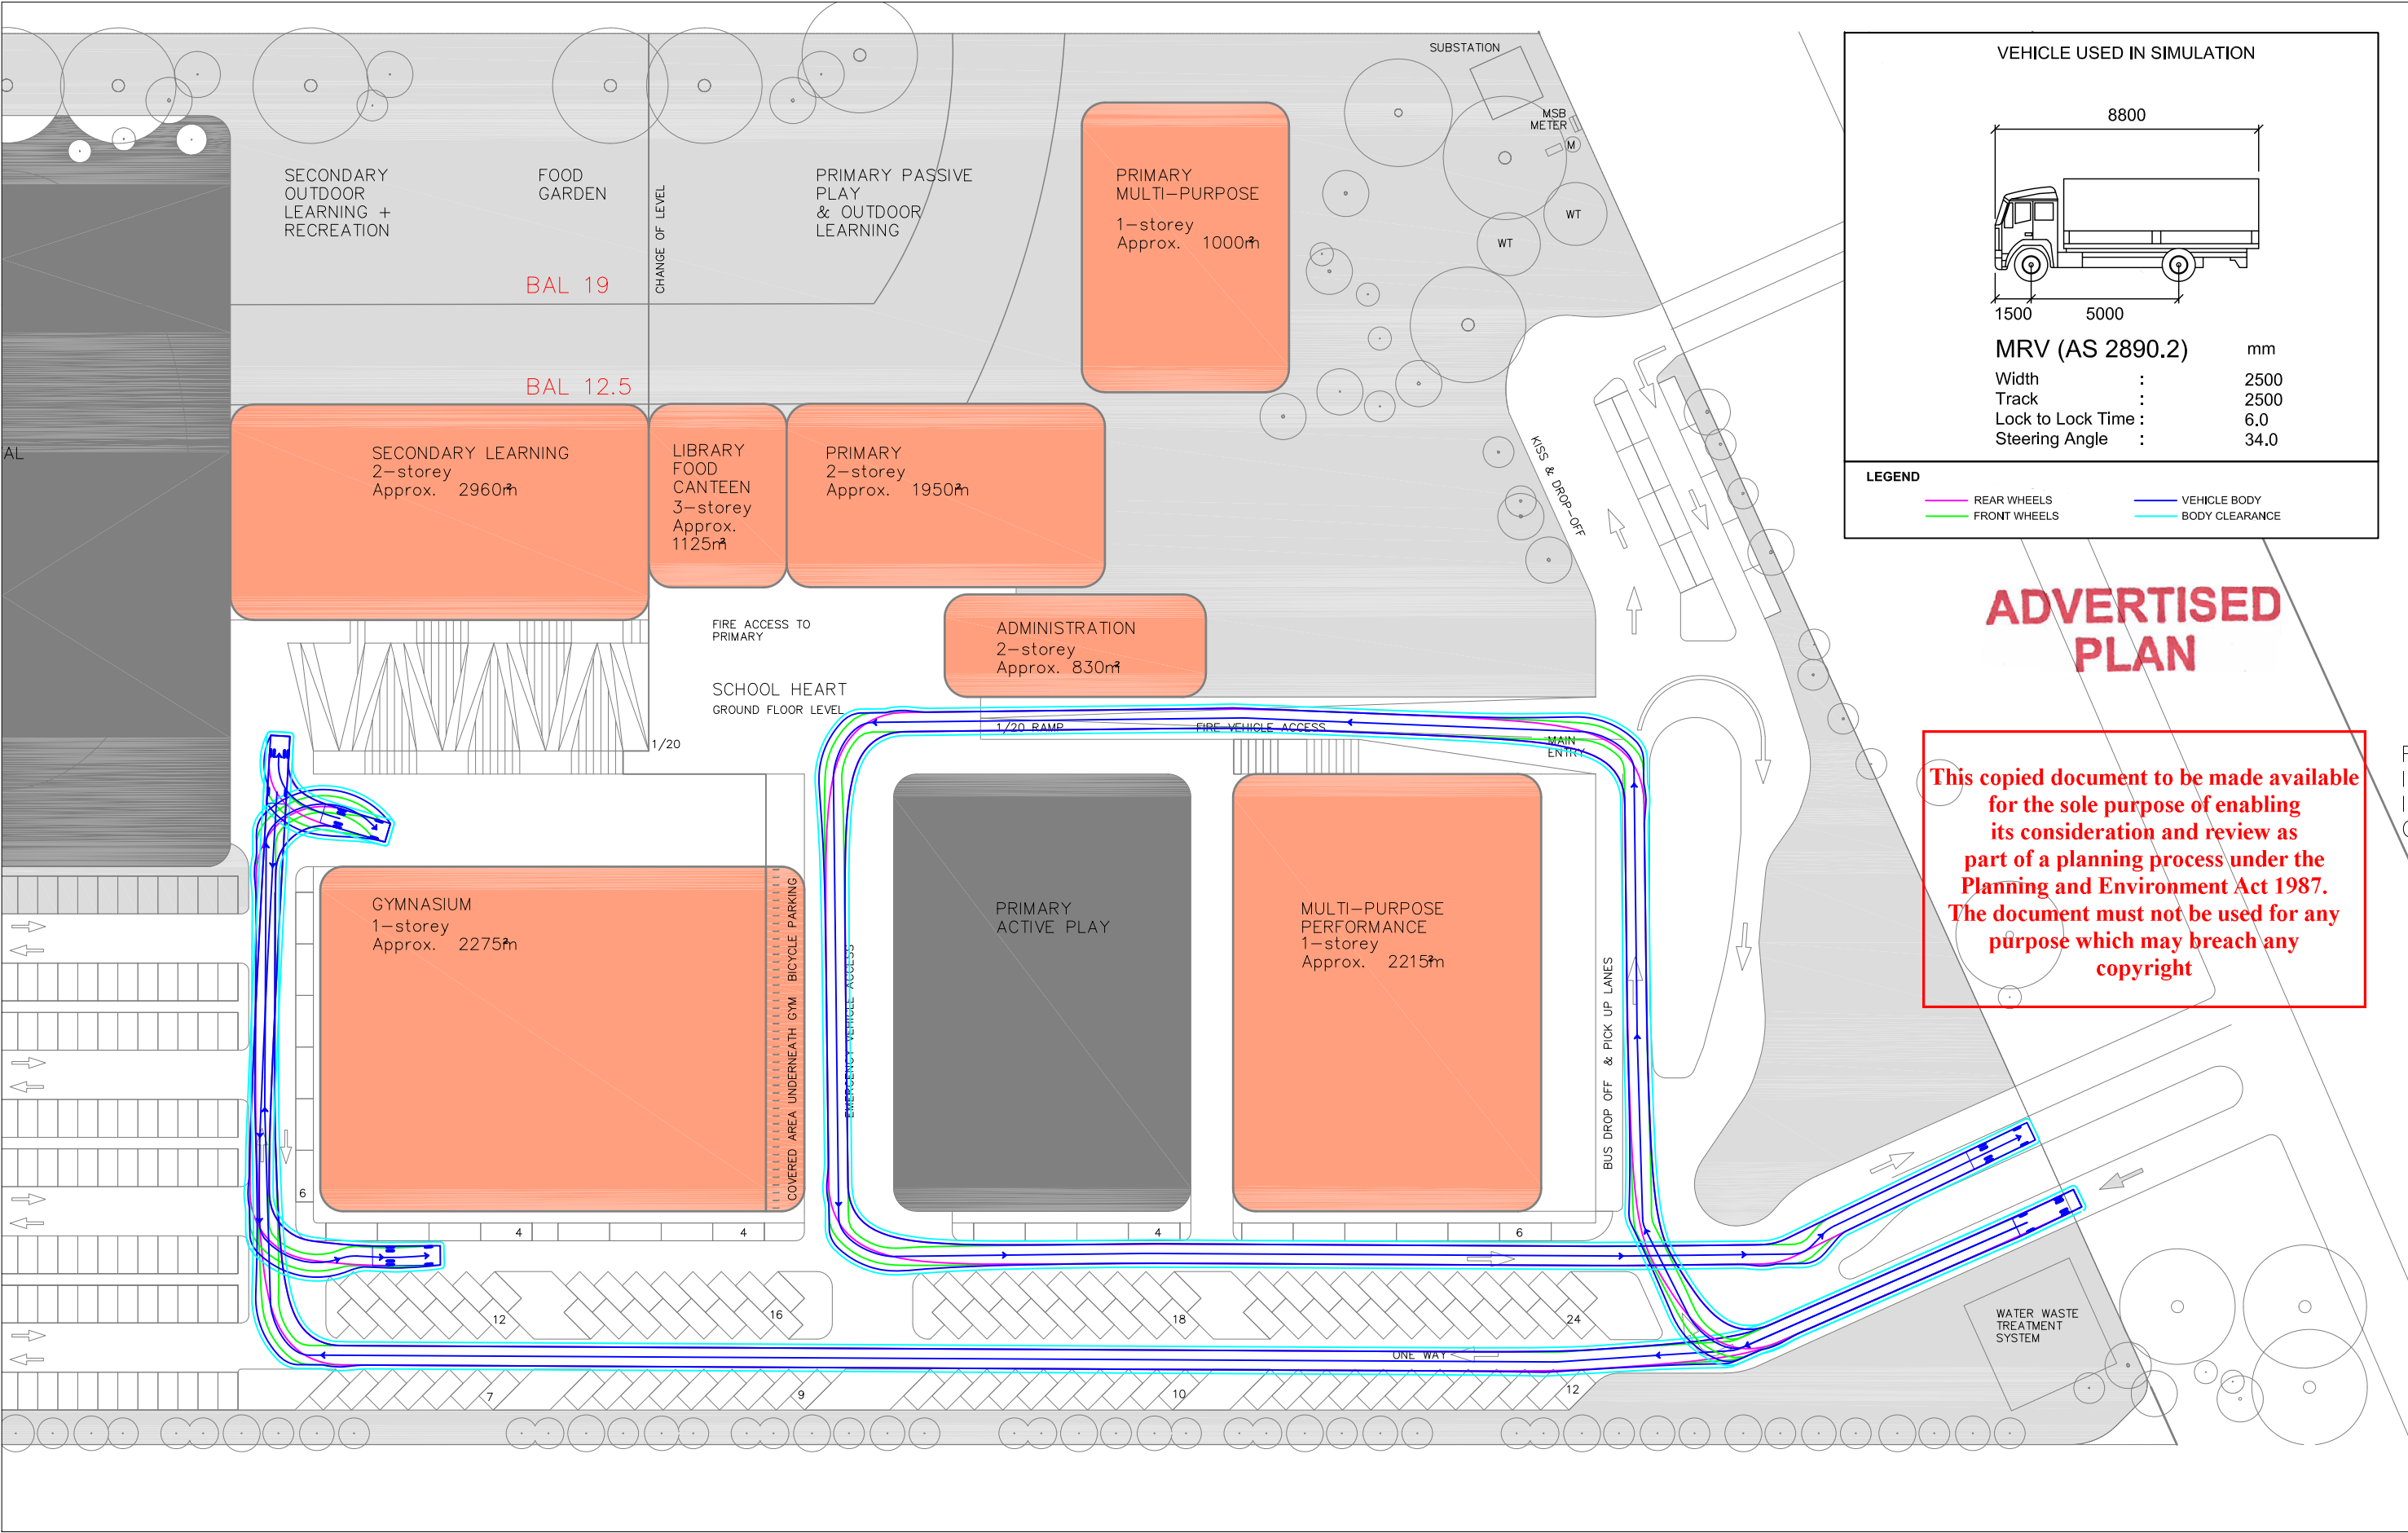 SUBSTATION
MSB
METER
M
WT
WT
SECONDARY
OUTDOOR
LEARNING +
RECREATION
FOOD
GARDEN
CHANGE OF LEVEL
PRIMARY PASSIVE
PLAY
& OUTDOOR
LEARNING
PRIMARY
MULTI-PURPOSE
1-storey
Approx. 1000m²
BAL 19
BAL 12.5
AL
SECONDARY LEARNING
2-storey
Approx. 2960m²
LIBRARY
FOOD
CANTEEN
3-storey
Approx.
1125m²
PRIMARY
2-storey
Approx. 1950m²
KISS & DROP-OFF
FIRE ACCESS TO
PRIMARY
ADMINISTRATION
2-storey
Approx. 830m²
SCHOOL HEART
GROUND FLOOR LEVEL
1/20
1/20 RAMP
FIRE VEHICLE ACCESS
MAIN
ENTRY
GYMNASIUM
1-storey
Approx. 2275m²
COVERED AREA UNDERNEATH GYM BICYCLE PARKING
EMERGENCY VEHICLE ACCESS
PRIMARY
ACTIVE PLAY
MULTI-PURPOSE
PERFORMANCE
1-storey
Approx. 2215m²
BUS DROP OFF & PICK UP LANES
6
4
4
4
6
12
16
18
24
ONE WAY
7
9
10
12
WATER WASTE
TREATMENT
SYSTEM
VEHICLE USED IN SIMULATION
8800
1500 5000
MRV (AS 2890.2) mm
Width : 2500
Track : 2500
Lock to Lock Time : 6.0
Steering Angle : 34.0
LEGEND
REAR WHEELS
FRONT WHEELS
VEHICLE BODY
BODY CLEARANCE
ADVERTISED
PLAN
This copied document to be made available
for the sole purpose of enabling
its consideration and review as
part of a planning process under the
Planning and Environment Act 1987.
The document must not be used for any
purpose which may breach any
copyright